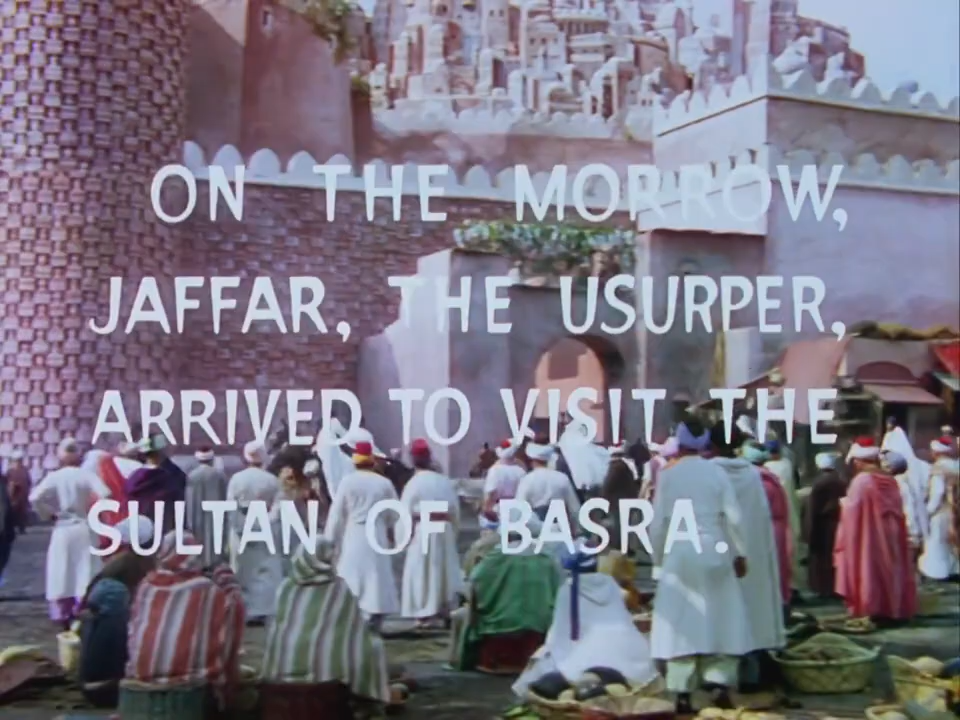 ON THE MORROW,
JAFFAR, THE USURPER,
ARRIVED TO VISIT THE
SULTAN OF BASRA.